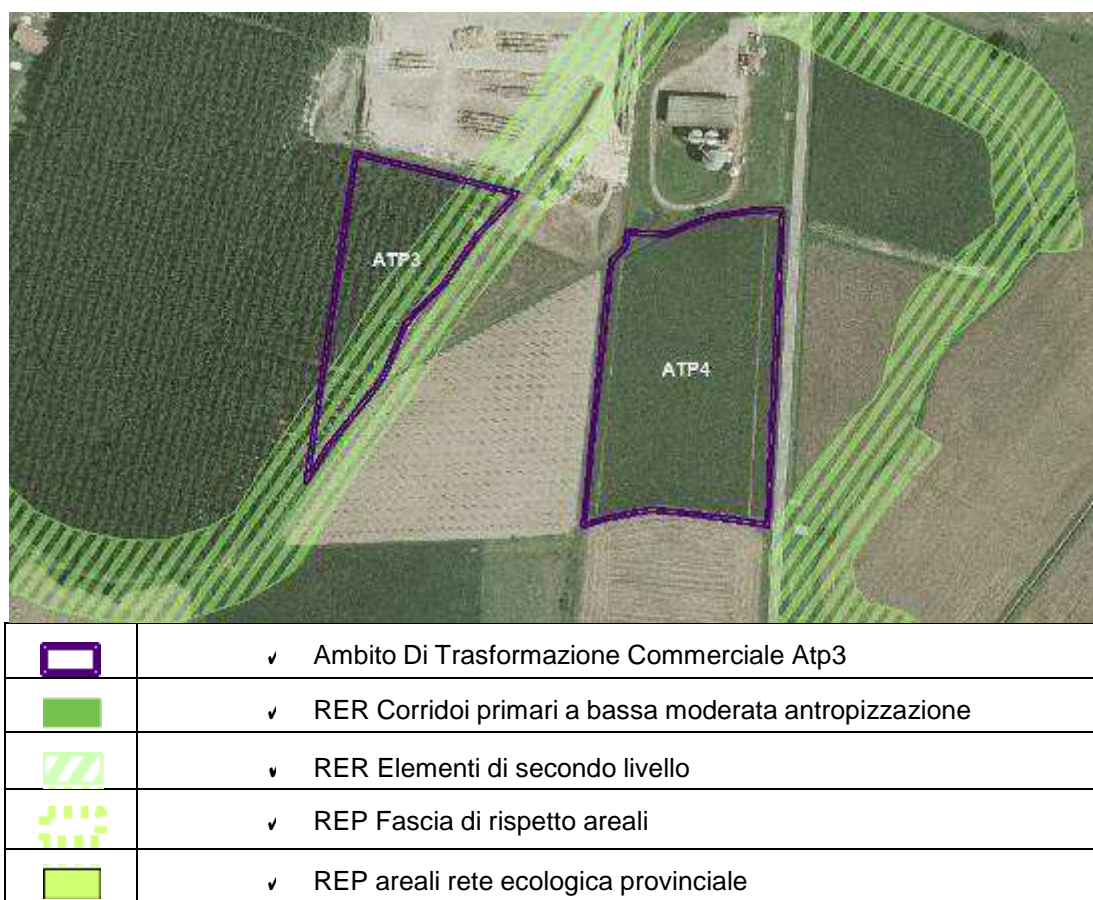 ATP3
ATP4
✓ Ambito Di Trasformazione Commerciale Atp3
✓ RER Corridoi primari a bassa moderata antropizzazione
✓ RER Elementi di secondo livello
✓ REP Fascia di rispetto areali
✓ REP areali rete ecologica provinciale